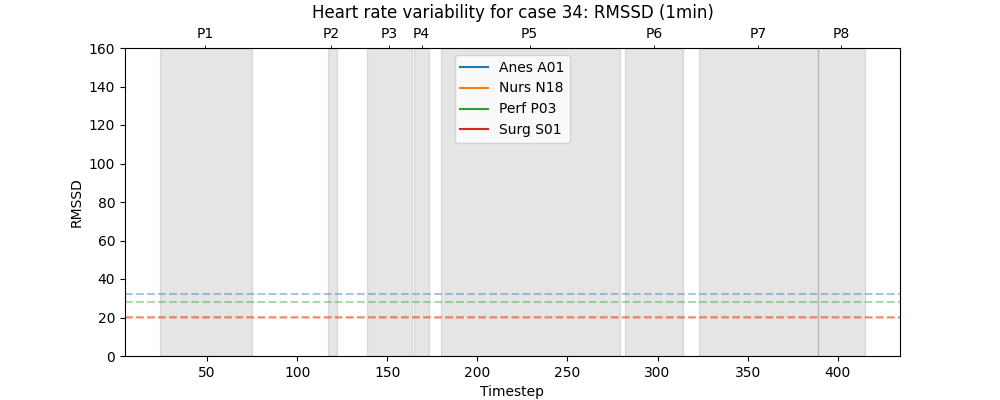 Heart rate variability for case 34: RMSSD (1min)
P1 P2 P3 P4 P5 P6 P7 P8
160
140
120
100
80
60
40
20
0
RMSSD
Anes A01
Nurs N18
Perf P03
Surg S01
50 100 150 200 250 300 350 400
Timestep